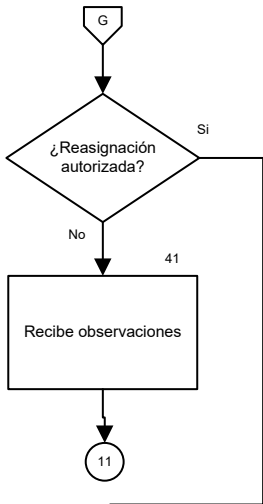 G
¿Reasignación
autorizada?
Si
No
41
Recibe observaciones
11